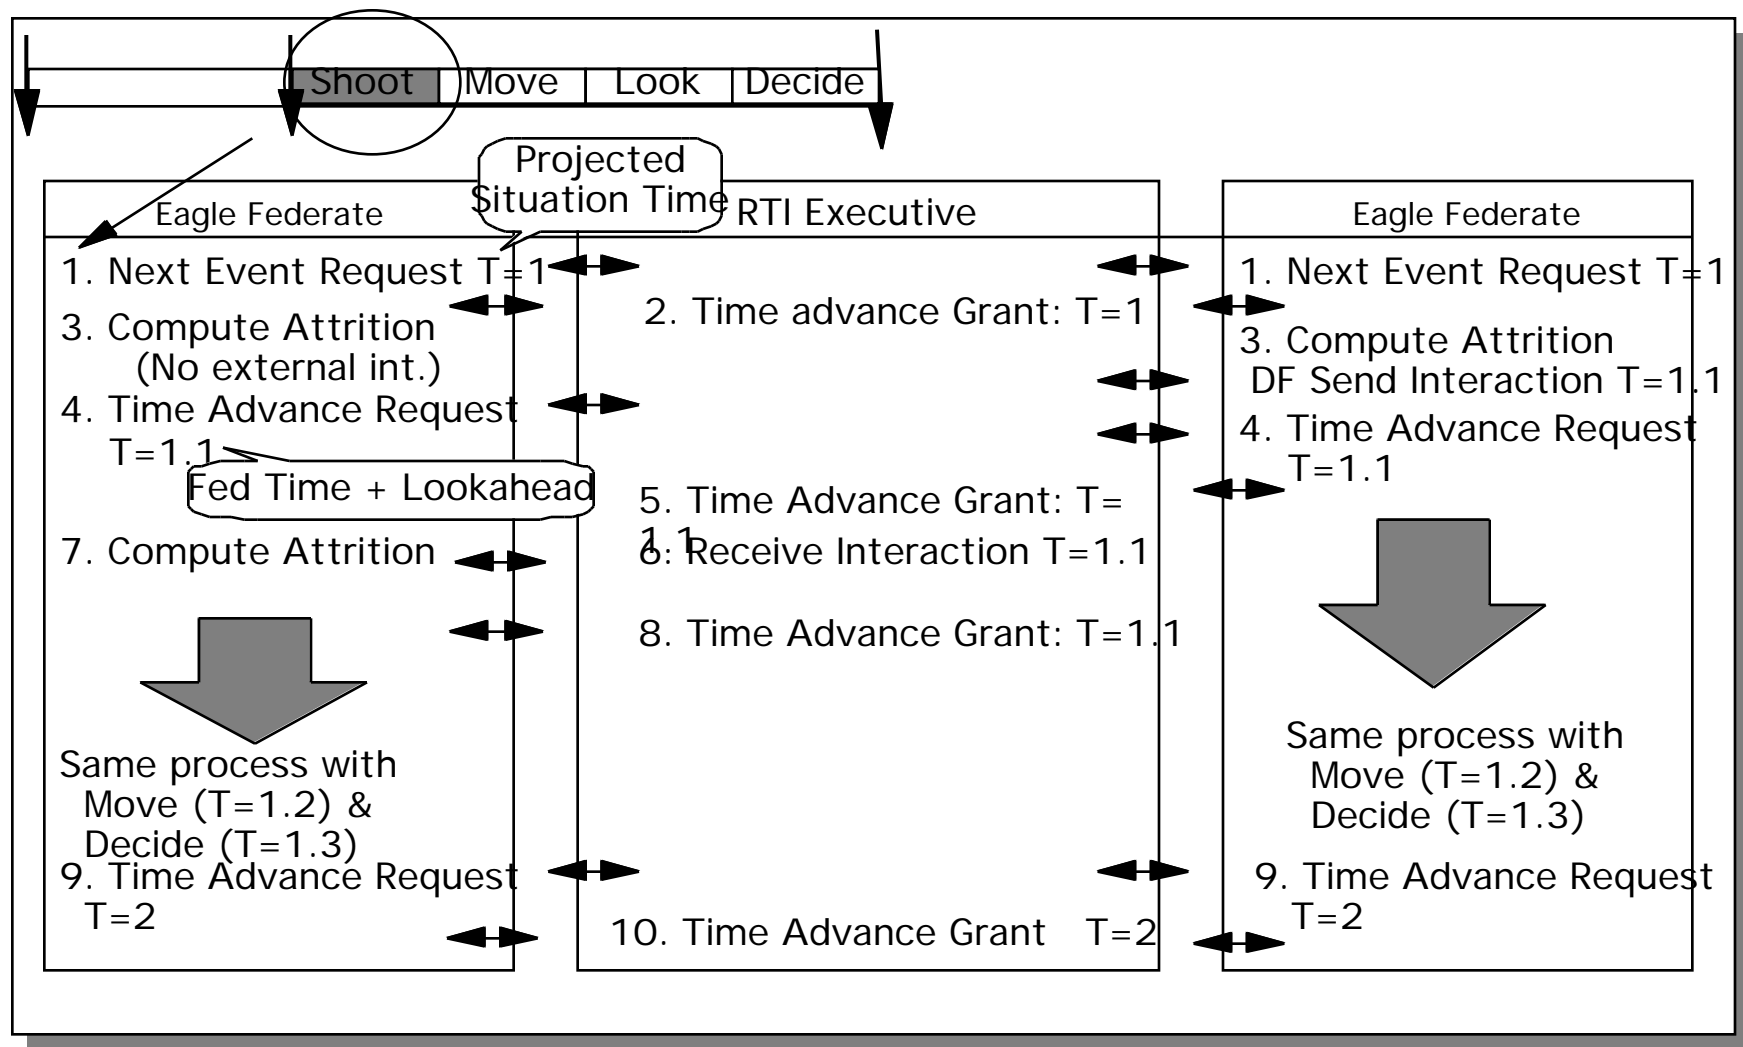 Shoot Move Look Decide
Projected
Situation Time
Eagle Federate
1. Next Event Request T=1
3. Compute Attrition
(No external int.)
4. Time Advance Request
T=1.1
Fed Time + Lookahead
7. Compute Attrition
Same process with
Move (T=1.2) &
Decide (T=1.3)
9. Time Advance Request
T=2
RTI Executive
2. Time advance Grant: T=1
5. Time Advance Grant: T=
1.1
6. Receive Interaction T=1.1
8. Time Advance Grant: T=1.1
10. Time Advance Grant T=2
Eagle Federate
1. Next Event Request T=1
3. Compute Attrition
DF Send Interaction T=1.1
4. Time Advance Request
T=1.1
Same process with
Move (T=1.2) &
Decide (T=1.3)
9. Time Advance Request
T=2